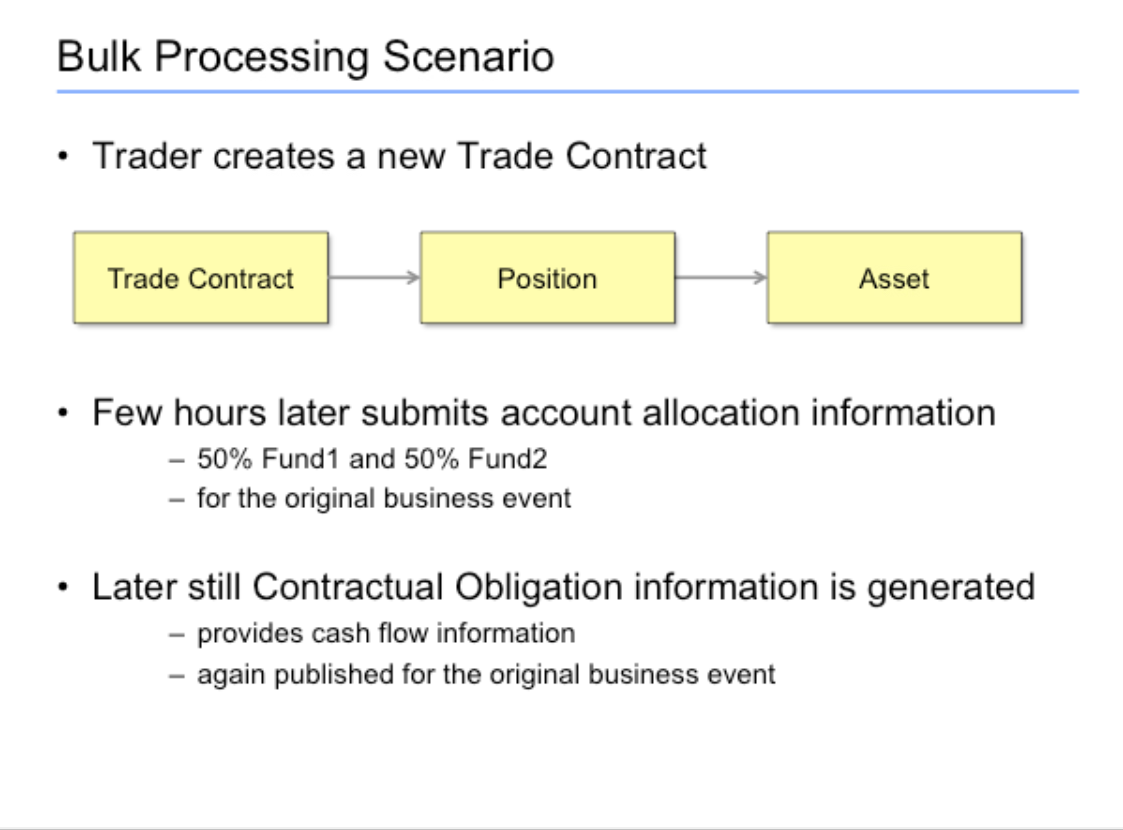 Bulk Processing Scenario
• Trader creates a new Trade Contract
Trade Contract Position Asset
• Few hours later submits account allocation information
– 50% Fund1 and 50% Fund2
– for the original business event
• Later still Contractual Obligation information is generated
– provides cash flow information
– again published for the original business event